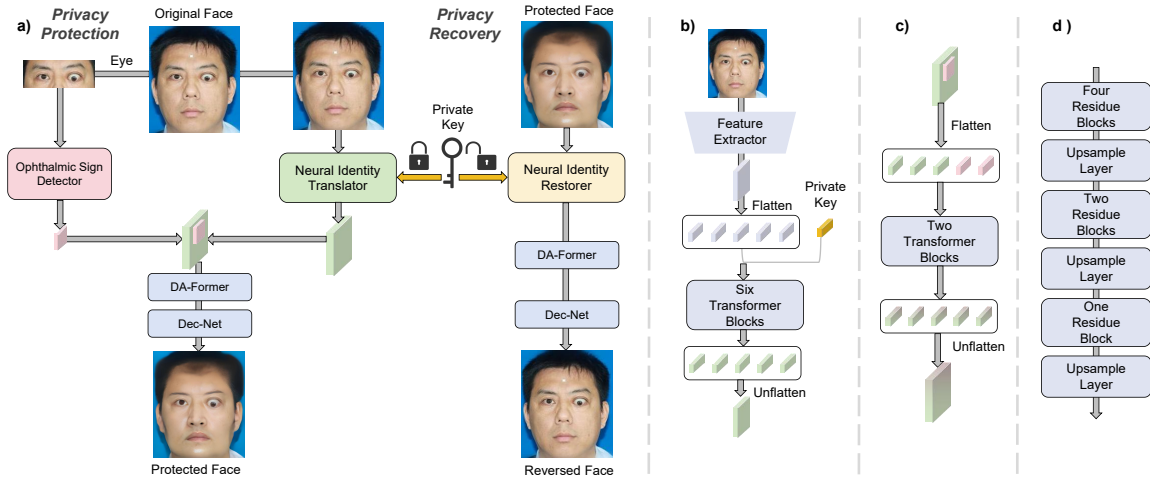 a)
Privacy
Protection
Original Face
Eye
Ophthalmic Sign
Detector
Neural Identity
Translator
DA-Former
Dec-Net
Protected Face
Privacy
Recovery
Private
Key
Protected Face
Neural Identity
Restorer
DA-Former
Dec-Net
Reversed Face
b)
Feature
Extractor
Flatten
Private
Key
Six
Transformer
Blocks
Unflatten
c)
Flatten
Two
Transformer
Blocks
Unflatten
d )
Four
Residue
Blocks
Upsample
Layer
Two
Residue
Blocks
Upsample
Layer
One
Residue
Block
Upsample
Layer